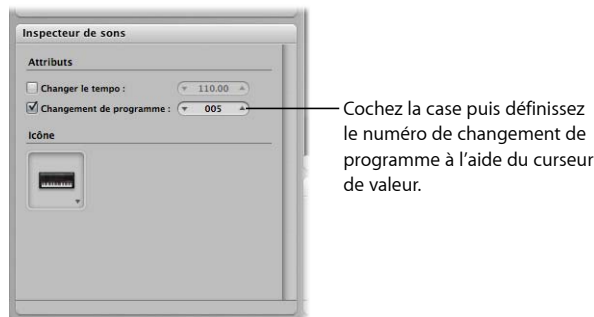 Inspecteur de sons
Attributs
Changer le tempo : 110.00
Changement de programme : 005
Icône
Cochez la case puis définissez
le numéro de changement de
programme à l'aide du curseur
de valeur.